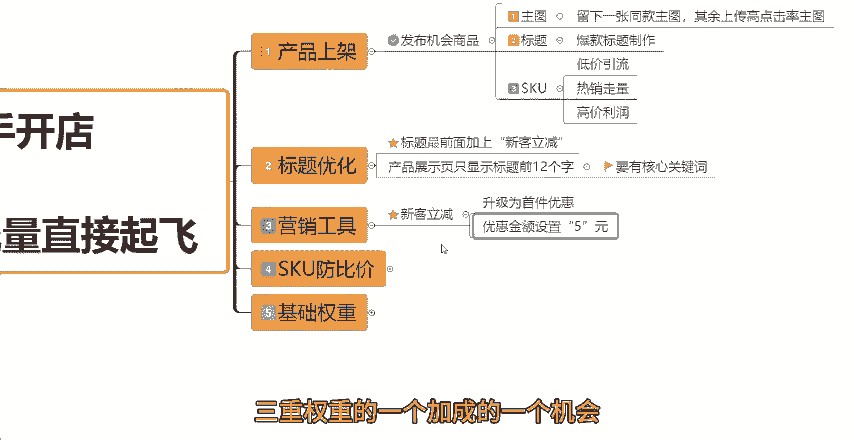 手开店
量直接起飞
1 产品上架
发布机会商品
1 主图
留下一张同款主图，其余上传高点击率主图
2 标题
爆款标题制作
3 SKU
低价引流
热销走量
高价利润
2 标题优化
标题最前面加上“新客立减”
产品展示页只显示标题前12个字
要有核心关键词
3 营销工具
新客立减
升级为首件优惠
优惠金额设置“5”元
4 SKU防比价
5 基础权重
三重权重的一个加成的一个机会